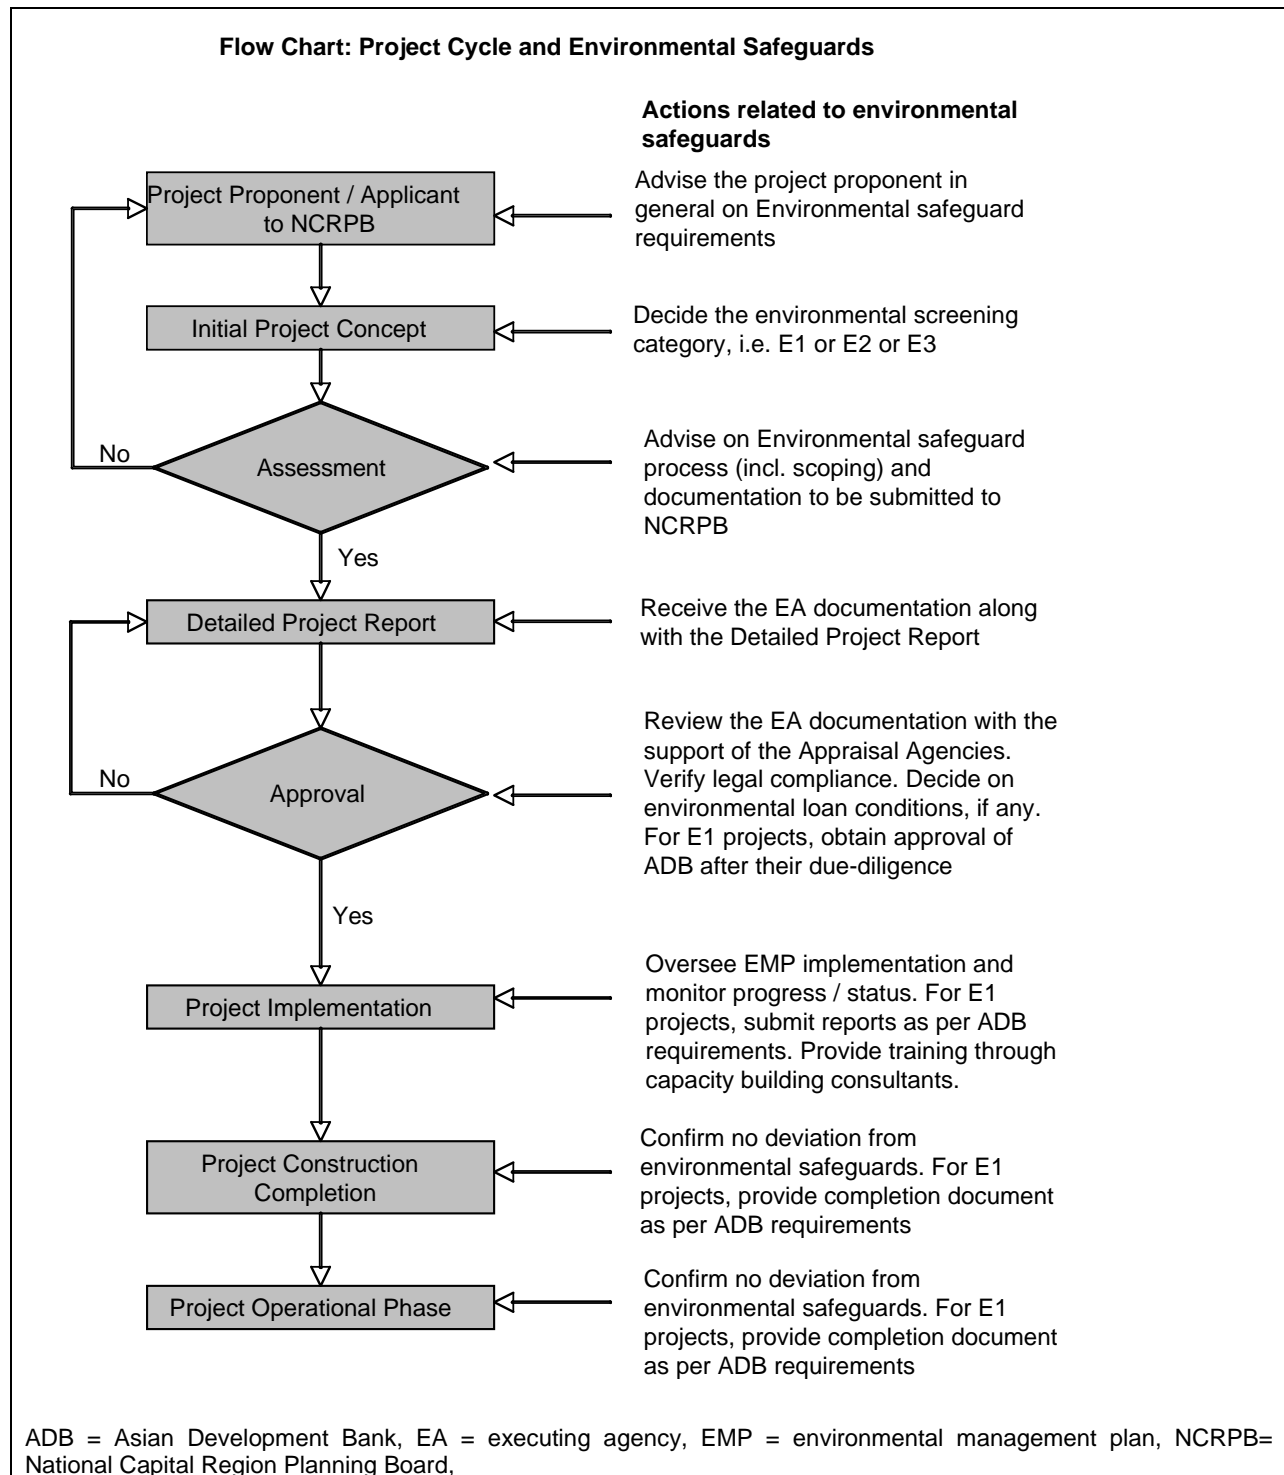 Flow Chart: Project Cycle and Environmental Safeguards
Actions related to environmental
safeguards
Project Proponent / Applicant
to NCRPB
Advise the project proponent in
general on Environmental safeguard
requirements
Initial Project Concept
Decide the environmental screening
category, i.e. E1 or E2 or E3
No
Assessment
Advise on Environmental safeguard
process (incl. scoping) and
documentation to be submitted to
NCRPB
Yes
Detailed Project Report
Receive the EA documentation along
with the Detailed Project Report
No
Approval
Review the EA documentation with the
support of the Appraisal Agencies.
Verify legal compliance. Decide on
environmental loan conditions, if any.
For E1 projects, obtain approval of
ADB after their due-diligence
Yes
Project Implementation
Oversee EMP implementation and
monitor progress / status. For E1
projects, submit reports as per ADB
requirements. Provide training through
capacity building consultants.
Project Construction
Completion
Confirm no deviation from
environmental safeguards. For E1
projects, provide completion document
as per ADB requirements
Project Operational Phase
Confirm no deviation from
environmental safeguards. For E1
projects, provide completion document
as per ADB requirements
ADB = Asian Development Bank, EA = executing agency, EMP = environmental management plan, NCRPB=
National Capital Region Planning Board,